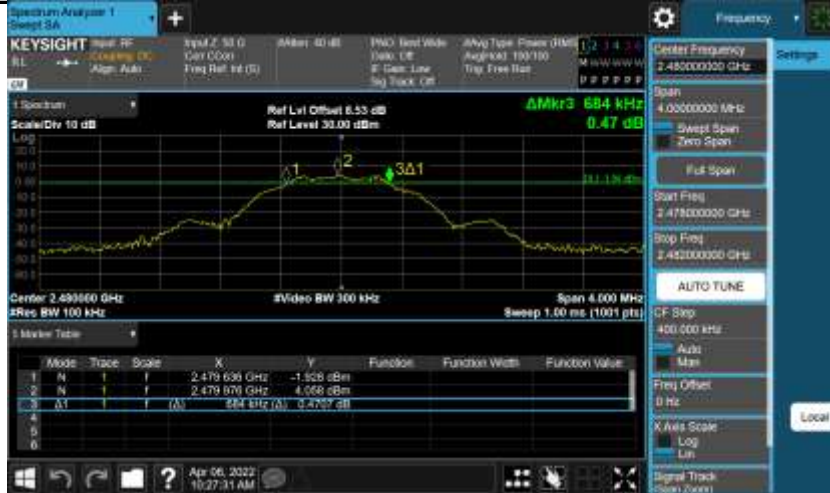 Spectrum Analyzer 1
Swept SA
Frequency
KEYSIGHT
Input: RF
Input Z: 50 Ω
#Atten: 40 dB
PNO: Best Wide
#Avg Type: Power (RMS)
RL
Coupling: DC
Corr CCorr
Gate: Off
Avg|Hold: 100/100
Align: Auto
Freq Ref: Int (S)
IF Gain: Low
Trig: Free Run
Sig Track: Off
Center Frequency
2.480000000 GHz
Settings
Span
4.00000000 MHz
Swept Span
Zero Span
Full Span
Start Freq
2.478000000 GHz
Stop Freq
2.482000000 GHz
AUTO TUNE
CF Step
400.000 kHz
Auto
Man
Freq Offset
0 Hz
X Axis Scale
Log
Lin
Signal Track
(Span Zoom)
Local
1 Spectrum
Scale/Div 10 dB
Ref Lvl Offset 6.53 dB
Ref Level 30.00 dBm
ΔMkr3 684 kHz
0.47 dB
Log
1
2
3Δ1
Center 2.480000 GHz
#Res BW 100 kHz
#Video BW 300 kHz
Span 4.000 MHz
Sweep 1.00 ms (1001 pts)
5 Marker Table
Mode Trace Scale X Y Function Function Width Function Value
1 N 1 f 2.479 636 GHz -1.926 dBm
2 N 1 f 2.479 976 GHz 4.058 dBm
3 Δ1 1 f (Δ) 684 kHz (Δ) 0.4707 dB
4
5
6
Apr 06, 2022
10:27:31 AM